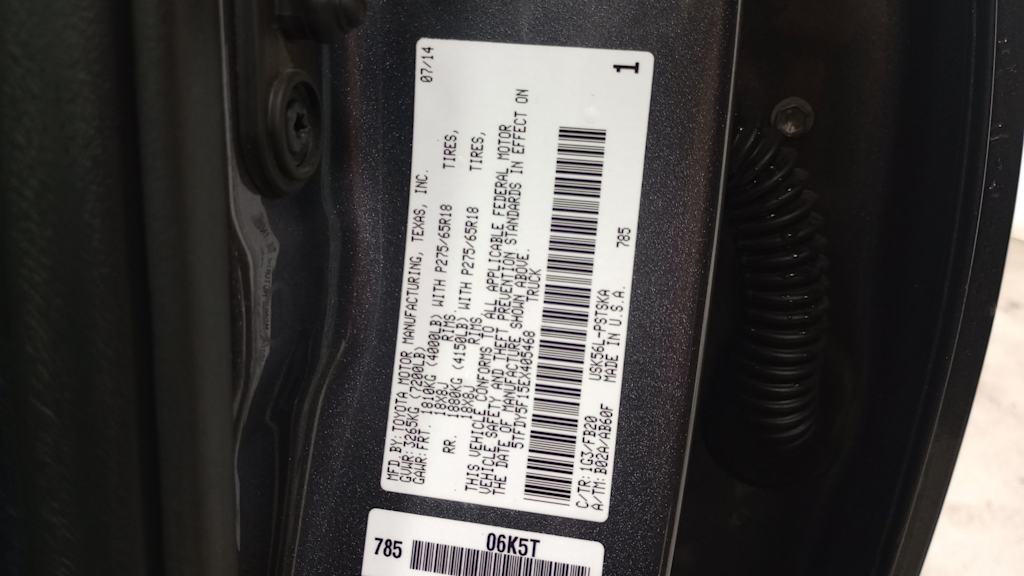 MFD BY: TOYOTA MOTOR MANUFACTURING, TEXAS, INC. 07/14
GVWR: 3265KG (7200LB)
GAWR: FRT. 1810KG (4000LB) WITH P275/65R18 TIRES,
18X8J RIMS
RR. 1880KG (4150LB) WITH P275/65R18 TIRES,
18X8J RIMS
THIS VEHICLE CONFORMS TO ALL APPLICABLE FEDERAL MOTOR
VEHICLE SAFETY AND THEFT PREVENTION STANDARDS IN EFFECT ON
THE DATE OF MANUFACTURE SHOWN ABOVE.
5TFDW5F15EX405468 TRUCK
1
C/TR: 1G3/FB20 USK56L-PSTSKA 785
A/TM: B02A/AB60F MADE IN U.S.A.
785 06K5T